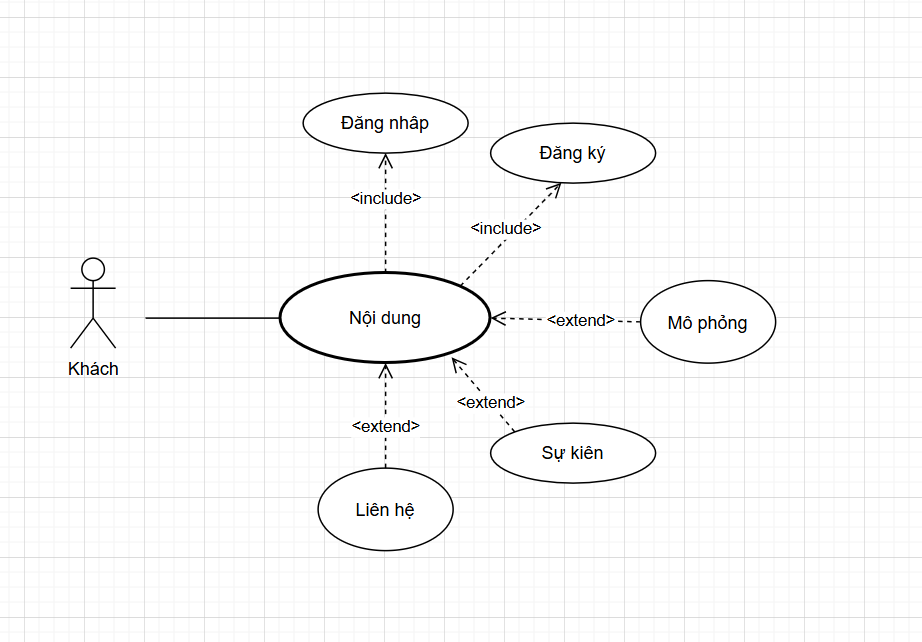 Đăng nhâp
Đăng ký
<include>
<include>
Nội dung
<extend>
Mô phỏng
Khách
<extend>
<extend>
Sự kiên
Liên hệ